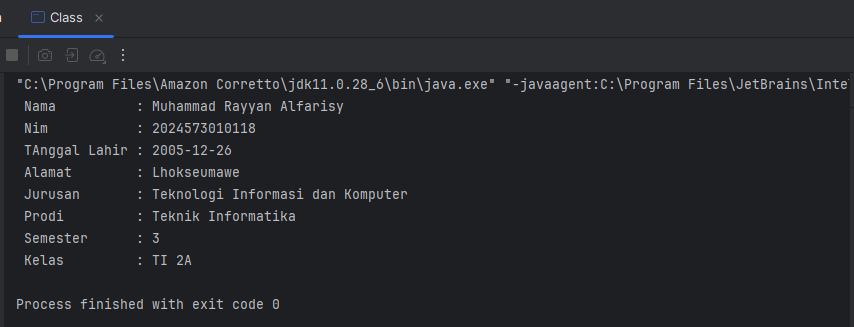 Class
"C:\Program Files\Amazon Corretto\jdk11.0.28_6\bin\java.exe" "-javaagent:C:\Program Files\JetBrains\Inte
Nama : Muhammad Rayyan Alfarisy
Nim : 2024573010118
TAnggal Lahir : 2005-12-26
Alamat : Lhokseumawe
Jurusan : Teknologi Informasi dan Komputer
Prodi : Teknik Informatika
Semester : 3
Kelas : TI 2A
Process finished with exit code 0